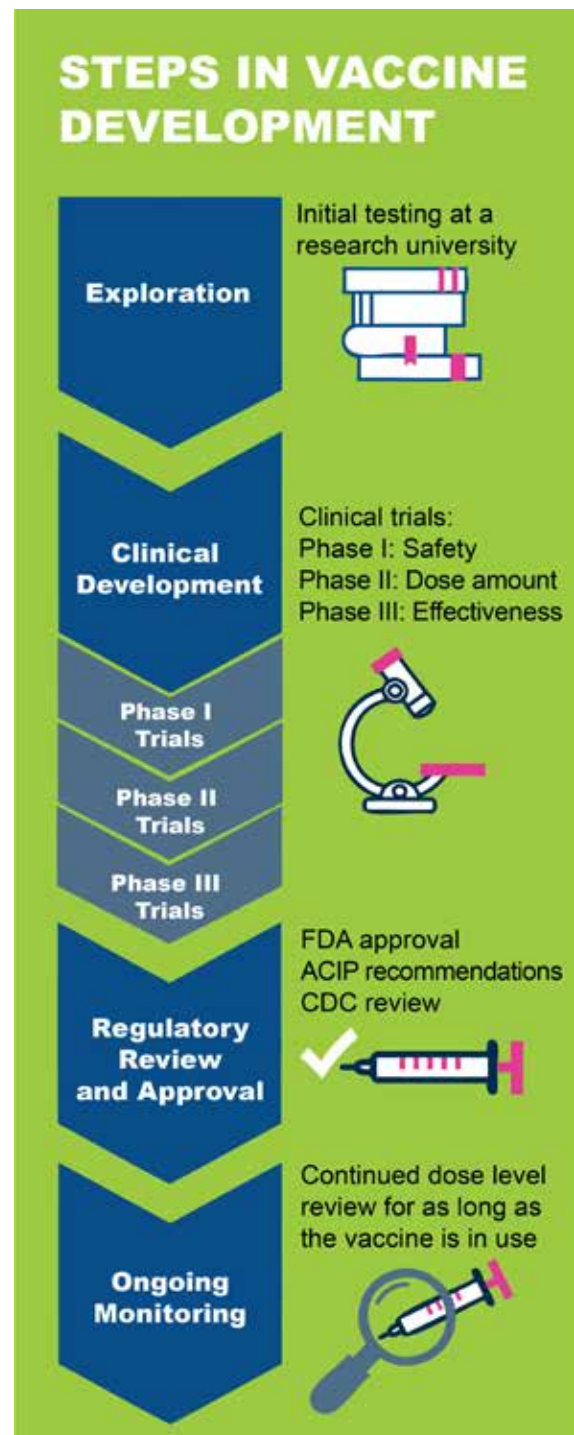 STEPS IN VACCINE
DEVELOPMENT
Exploration
Initial testing at a
research university
Clinical
Development
Clinical trials:
Phase I: Safety
Phase II: Dose amount
Phase III: Effectiveness
Phase I
Trials
Phase II
Trials
Phase III
Trials
Regulatory
Review
and Approval
FDA approval
ACIP recommendations
CDC review
Ongoing
Monitoring
Continued dose level
review for as long as
the vaccine is in use